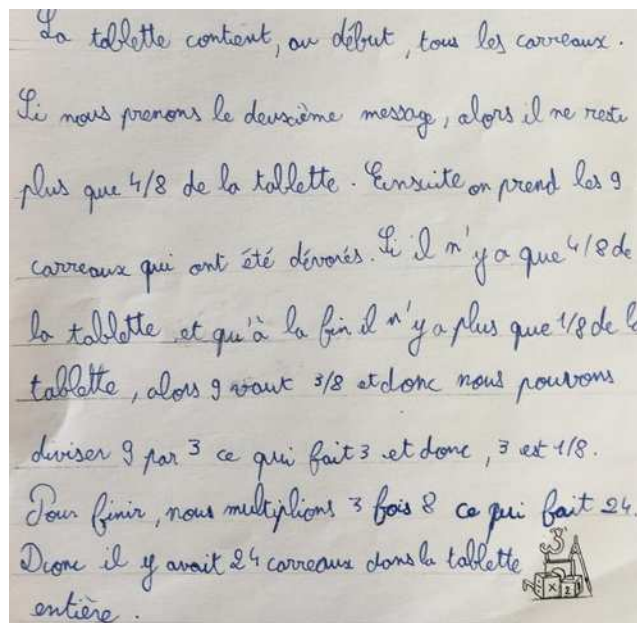 La tablette contient, au début, tous les carreaux.
Si nous prenons le deuxième message, alors il ne reste
plus que 4/8 de la tablette. Ensuite on prend les 9
carreaux qui ont été dévorés. Si il n'y a que 4/8 de
la tablette et qu'à la fin il n'y a plus que 1/8 de la
tablette, alors 9 vaut 3/8 et donc nous pouvons
diviser 9 par 3 ce qui fait 3 et donc, 3 est 1/8.
Pour finir, nous multiplions 3 fois 8 ce qui fait 24.
Donc il y avait 24 carreaux dans la tablette
entière.